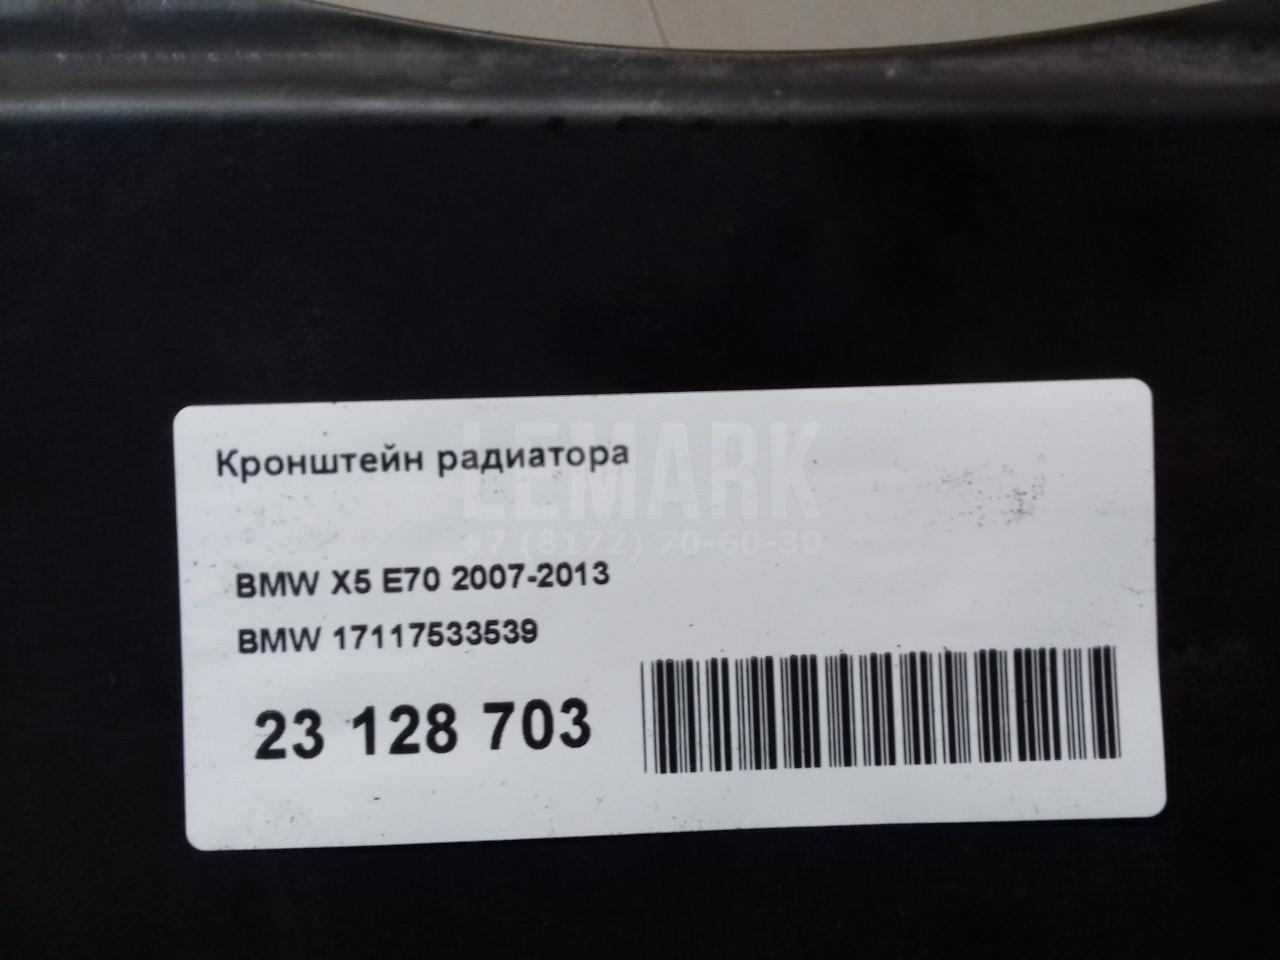 LEMARK
Кронштейн радиатора
+7 (8172) 70-60-30
BMW X5 E70 2007-2013
BMW 17117533539
23 128 703